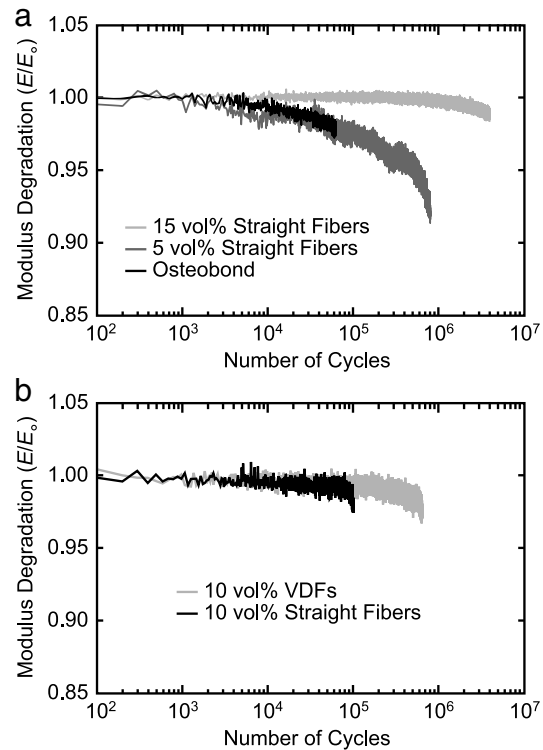 a
1.05
1.00
0.95
0.90
0.85
Modulus Degradation (E/Eₒ)
15 vol% Straight Fibers
5 vol% Straight Fibers
Osteobond
10² 10³ 10⁴ 10⁵ 10⁶ 10⁷
Number of Cycles
b
1.05
1.00
0.95
0.90
0.85
Modulus Degradation (E/Eₒ)
10 vol% VDFs
10 vol% Straight Fibers
10² 10³ 10⁴ 10⁵ 10⁶ 10⁷
Number of Cycles